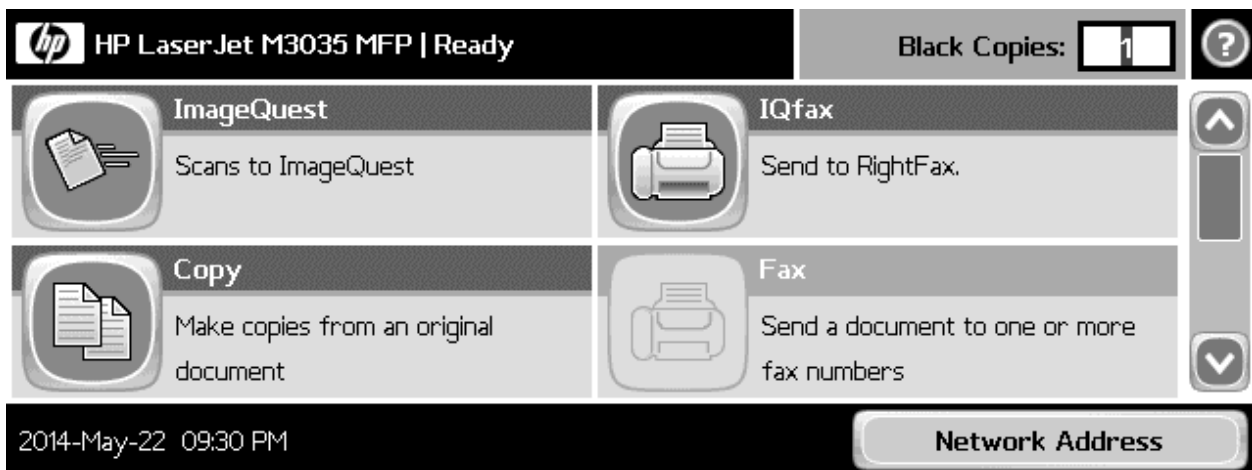 hp HP LaserJet M3035 MFP | Ready
Black Copies: 1
?
ImageQuest
Scans to ImageQuest
IQfax
Send to RightFax.
Copy
Make copies from an original
document
Fax
Send a document to one or more
fax numbers
2014-May-22 09:30 PM
Network Address